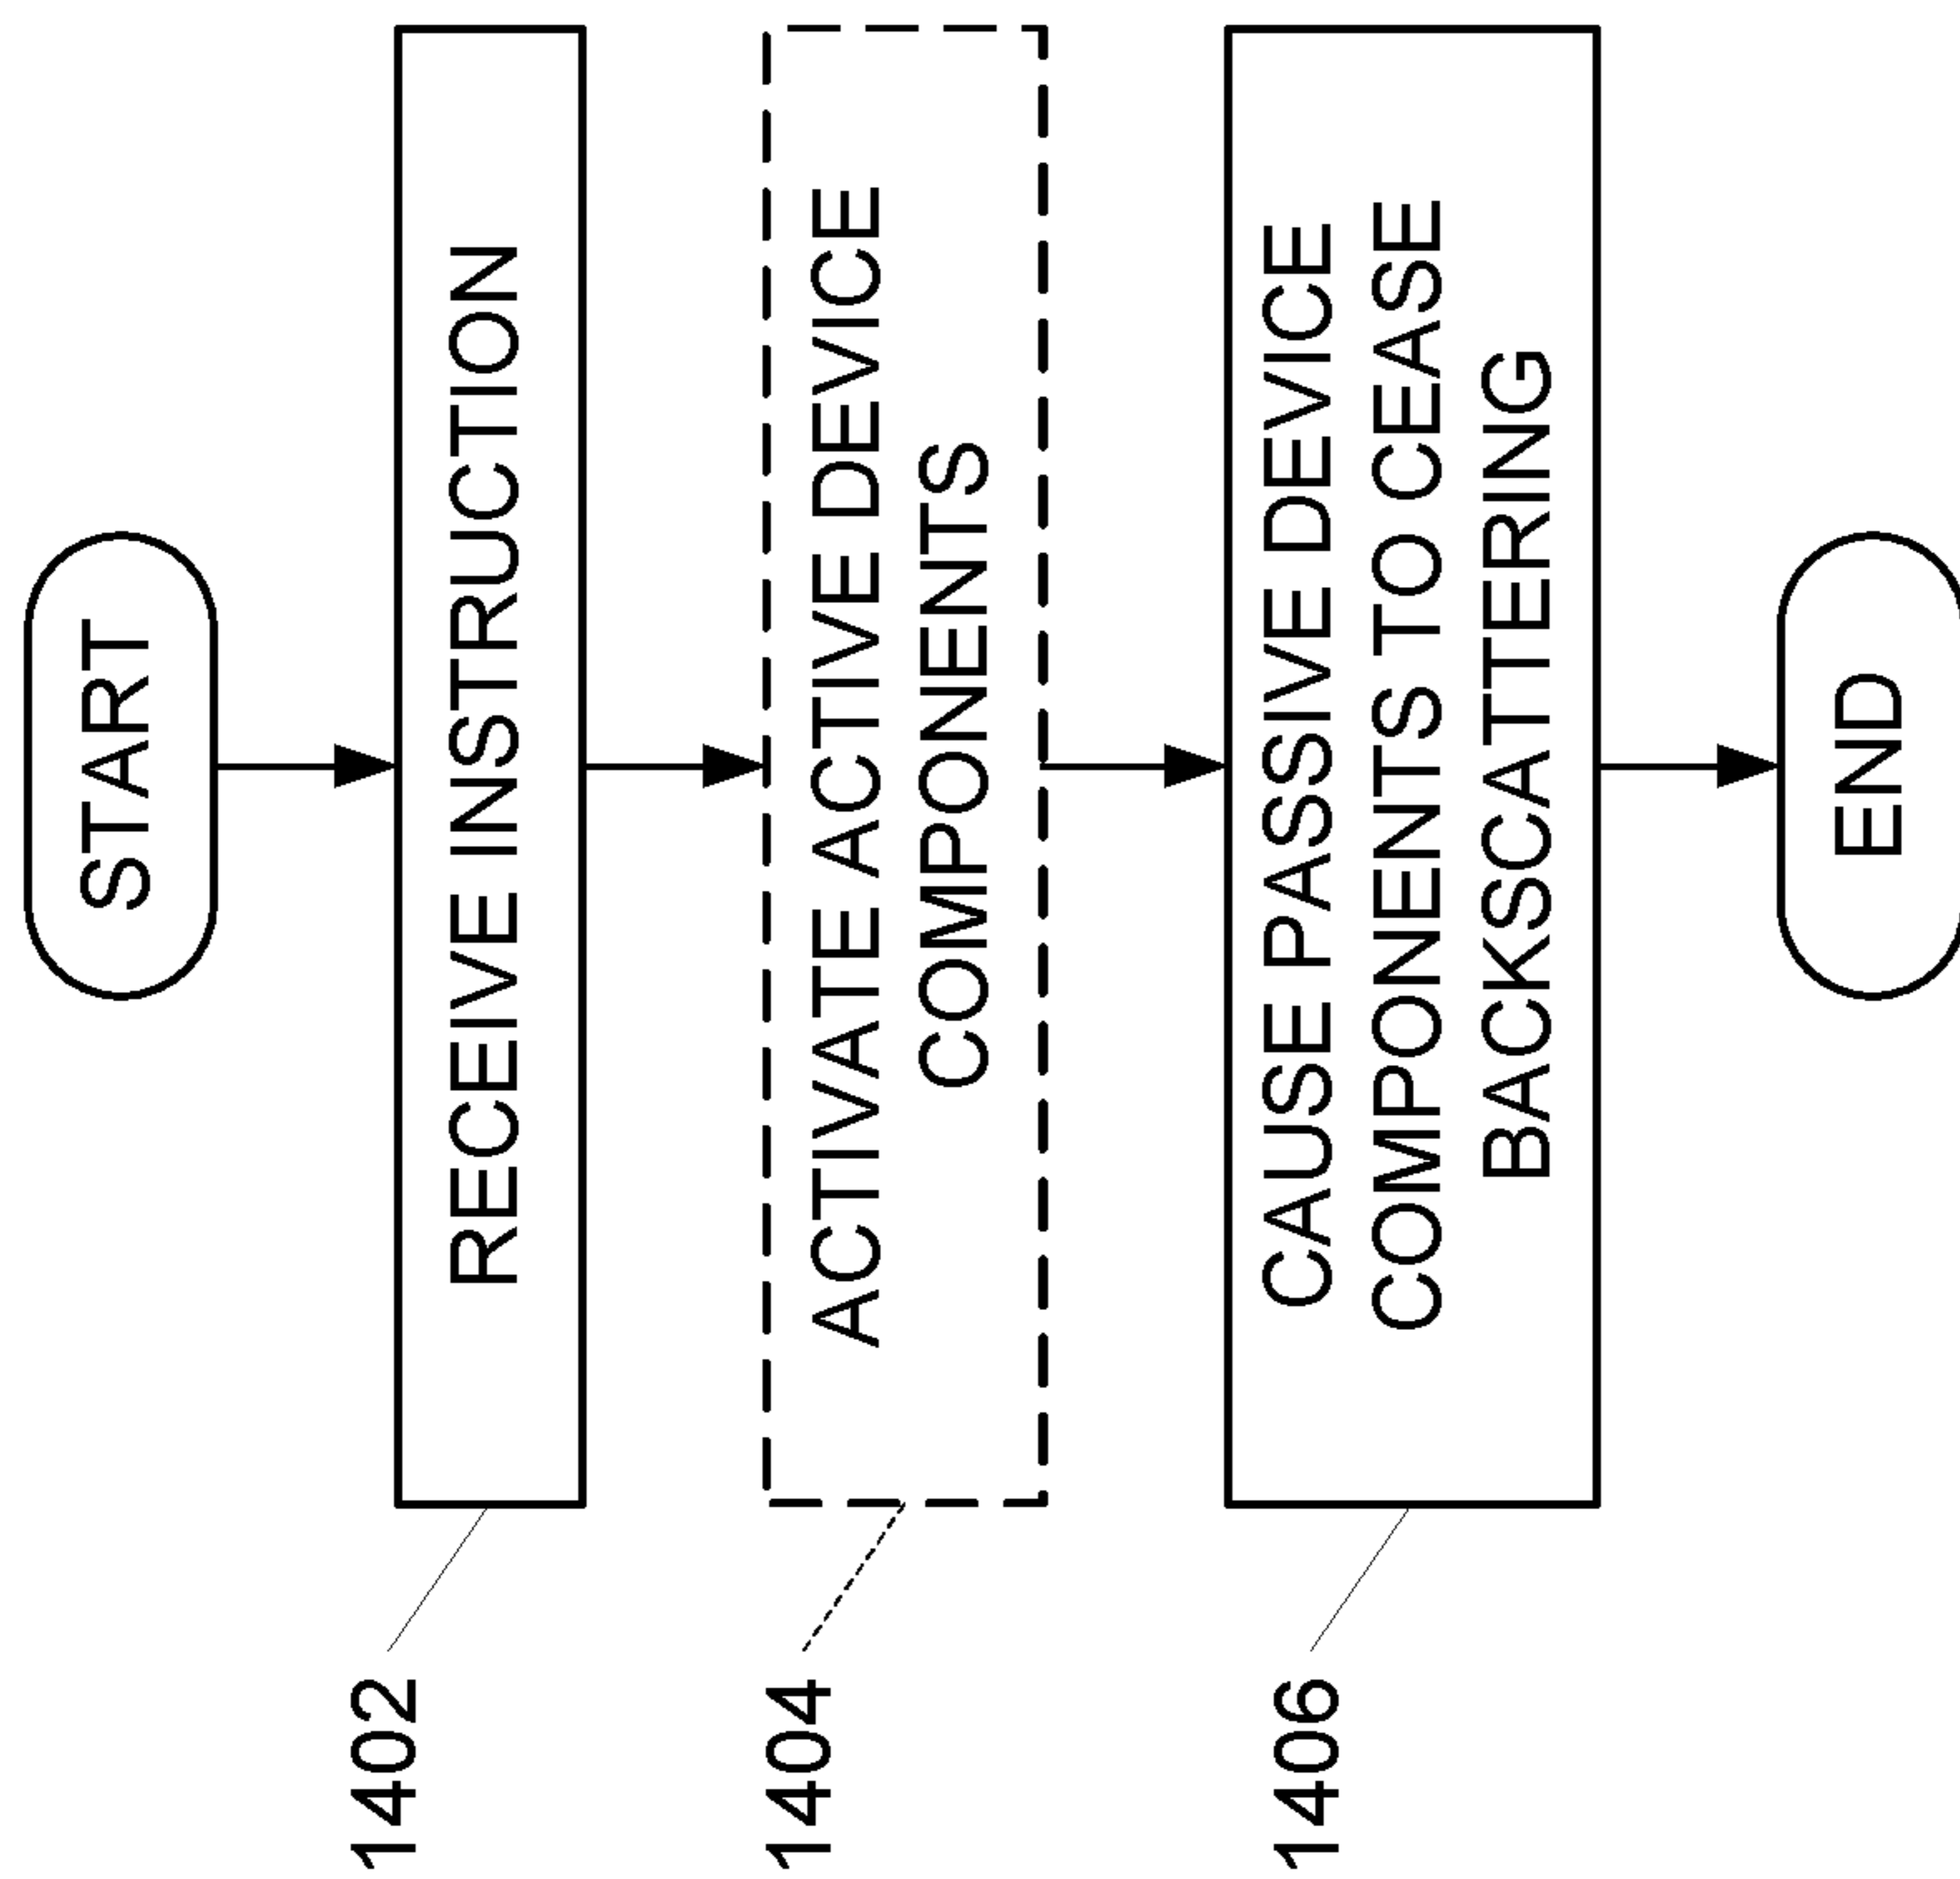 START
1402
RECEIVE INSTRUCTION
1404
ACTIVATE ACTIVE DEVICE
COMPONENTS
1406
CAUSE PASSIVE DEVICE
COMPONENTS TO CEASE
BACKSCATTERING
END